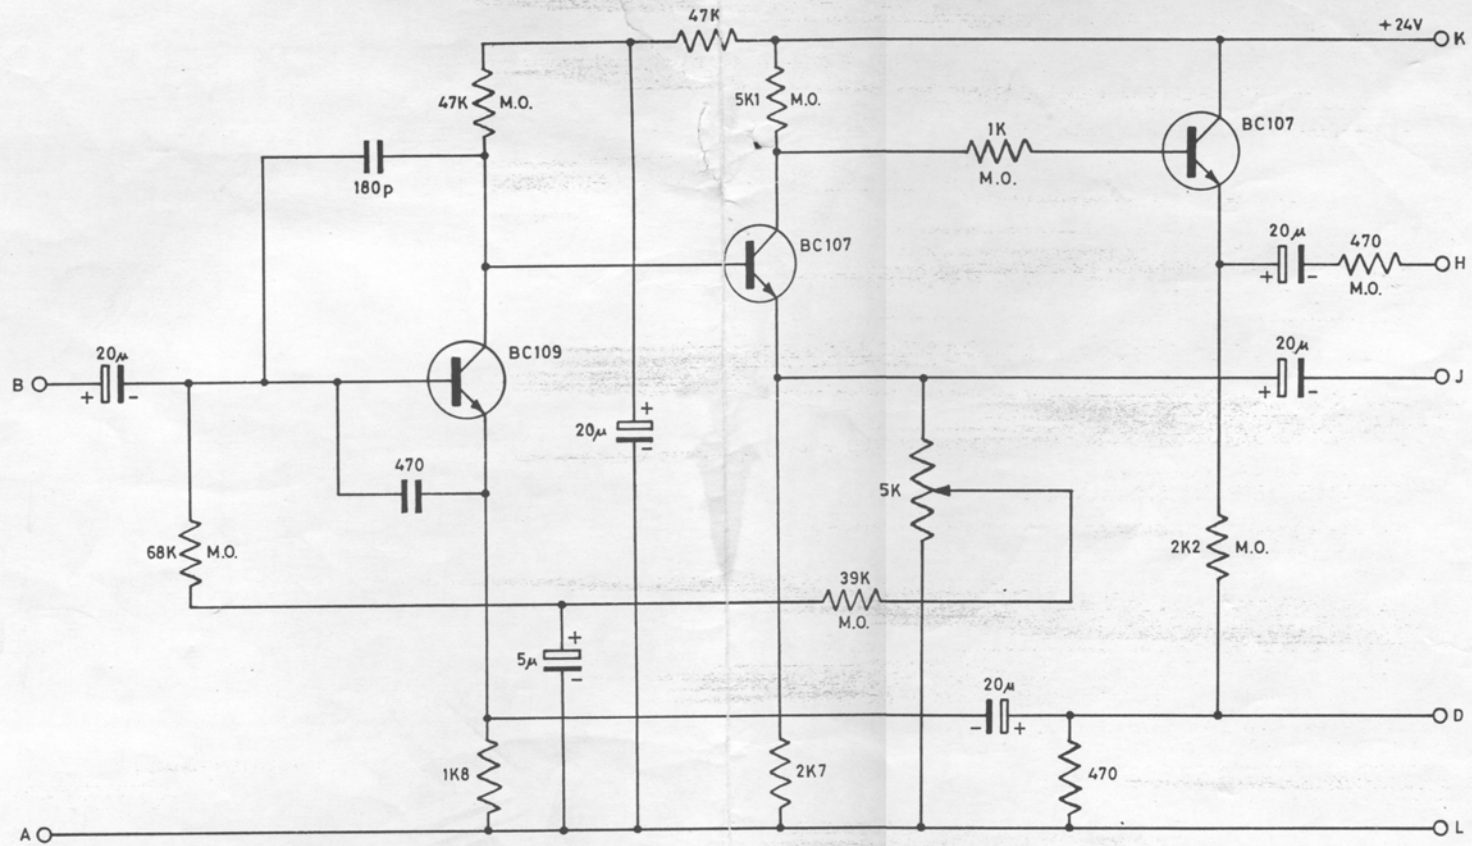 47K
+24V
K
47K M.O.
5K1 M.O.
1K
M.O.
BC107
180p
BC107
20μ
+ -
470
M.O.
H
B
20μ
+ -
BC109
20μ
+ -
J
+
20μ
-
470
5K
68K M.O.
2K2 M.O.
39K
M.O.
+
5μ
-
20μ
- +
D
1K8
2K7
470
A
L